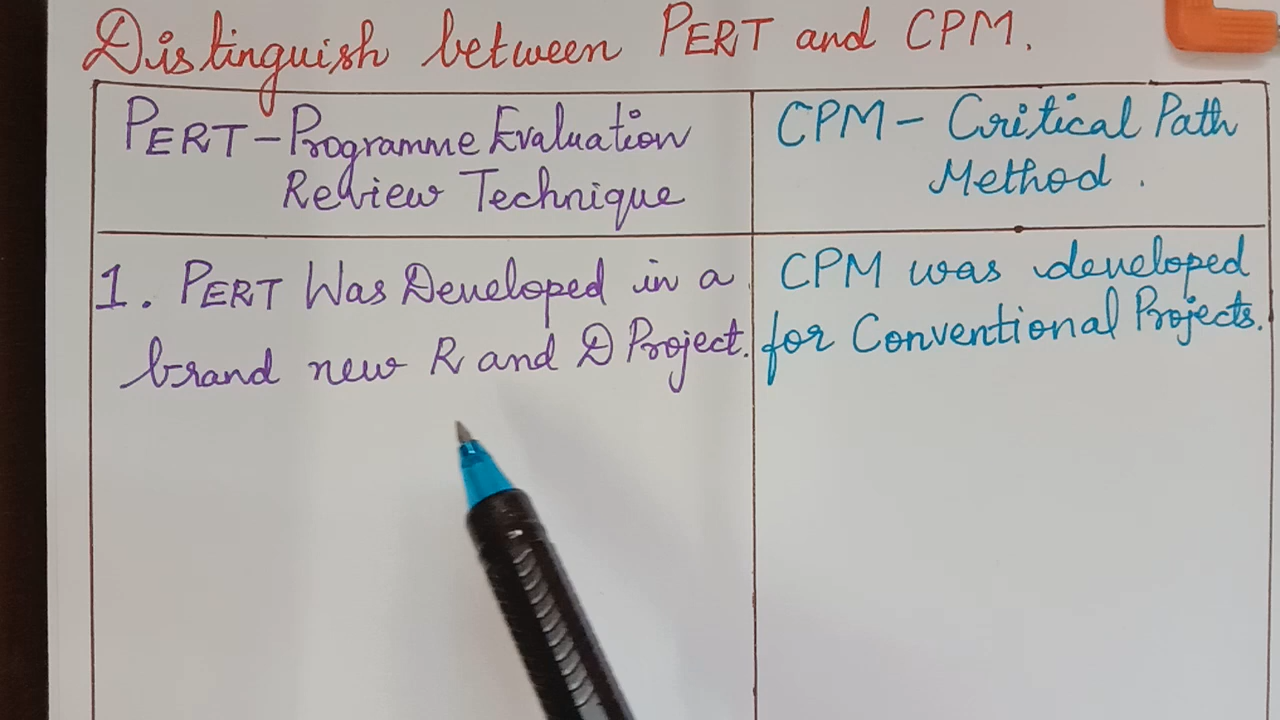 Distinguish between PERT and CPM.
PERT - Programme Evaluation
Review Technique
CPM - Critical Path
Method.
1. PERT Was Developed in a
brand new R and D Project.
CPM was developed
for Conventional Projects.